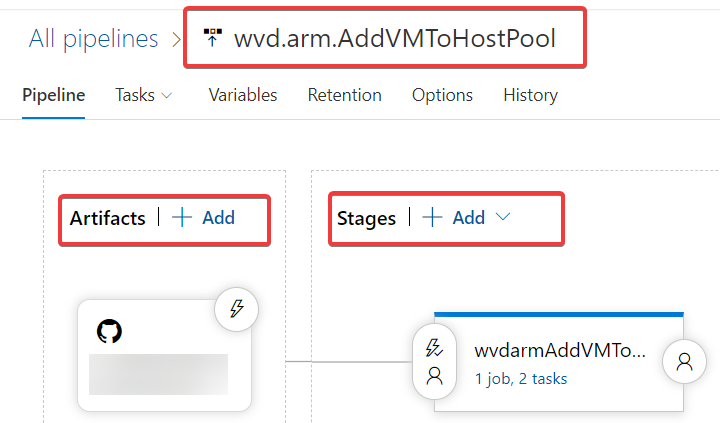 All pipelines > wvd.arm.AddVMToHostPool
Pipeline Tasks Variables Retention Options History
Artifacts | + Add
Stages | + Add
wvdarmAddVMTo...
1 job, 2 tasks